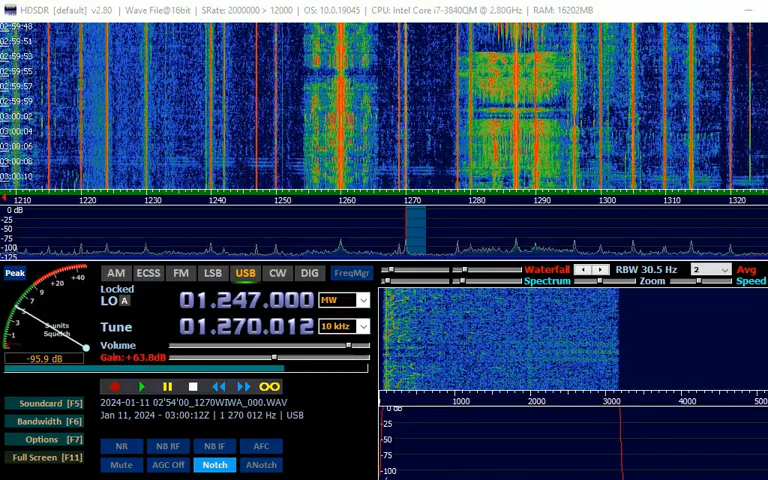 HDSDR [default] v2.80 | Wave File@16bit | SRate: 2000000 > 12000 | OS: 10.0.19045 | CPU: Intel Core i7-3840QM @ 2.80GHz | RAM: 16202MB
02:59:48
02:59:53
02:59:55
02:59:57
02:59:59
03:00:02
03:00:04
03:00:06
03:00:08
03:00:10
1210 1220 1230 1240 1250 1260 1270 1280 1290 1300 1310 1320
0 dB
-25
-50
-75
-100
-125
Peak
AM ECSS FM LSB USB CW DIG FreqMgr
Waterfall RBW 30.5 Hz 2 Avg
Spectrum Zoom Speed
+20 +40
1 3 5 7 9
S-units
Squelch
-95.9 dB
Locked
LO A 01.247.000 MW
Tune 01.270.012 10 kHz
Volume
Gain: +63.8dB
Soundcard [F5]
Bandwidth [F6]
Options [F7]
Full Screen [F11]
2024-01-11 02'54'00_1270WIWA_000.WAV
Jan 11, 2024 - 03:00:12Z | 1 270 012 Hz | USB
NR NB RF NB IF AFC
Mute AGC Off Notch ANotch
0 1000 2000 3000 4000 5000
0 dB
-25
-50
-75
-100